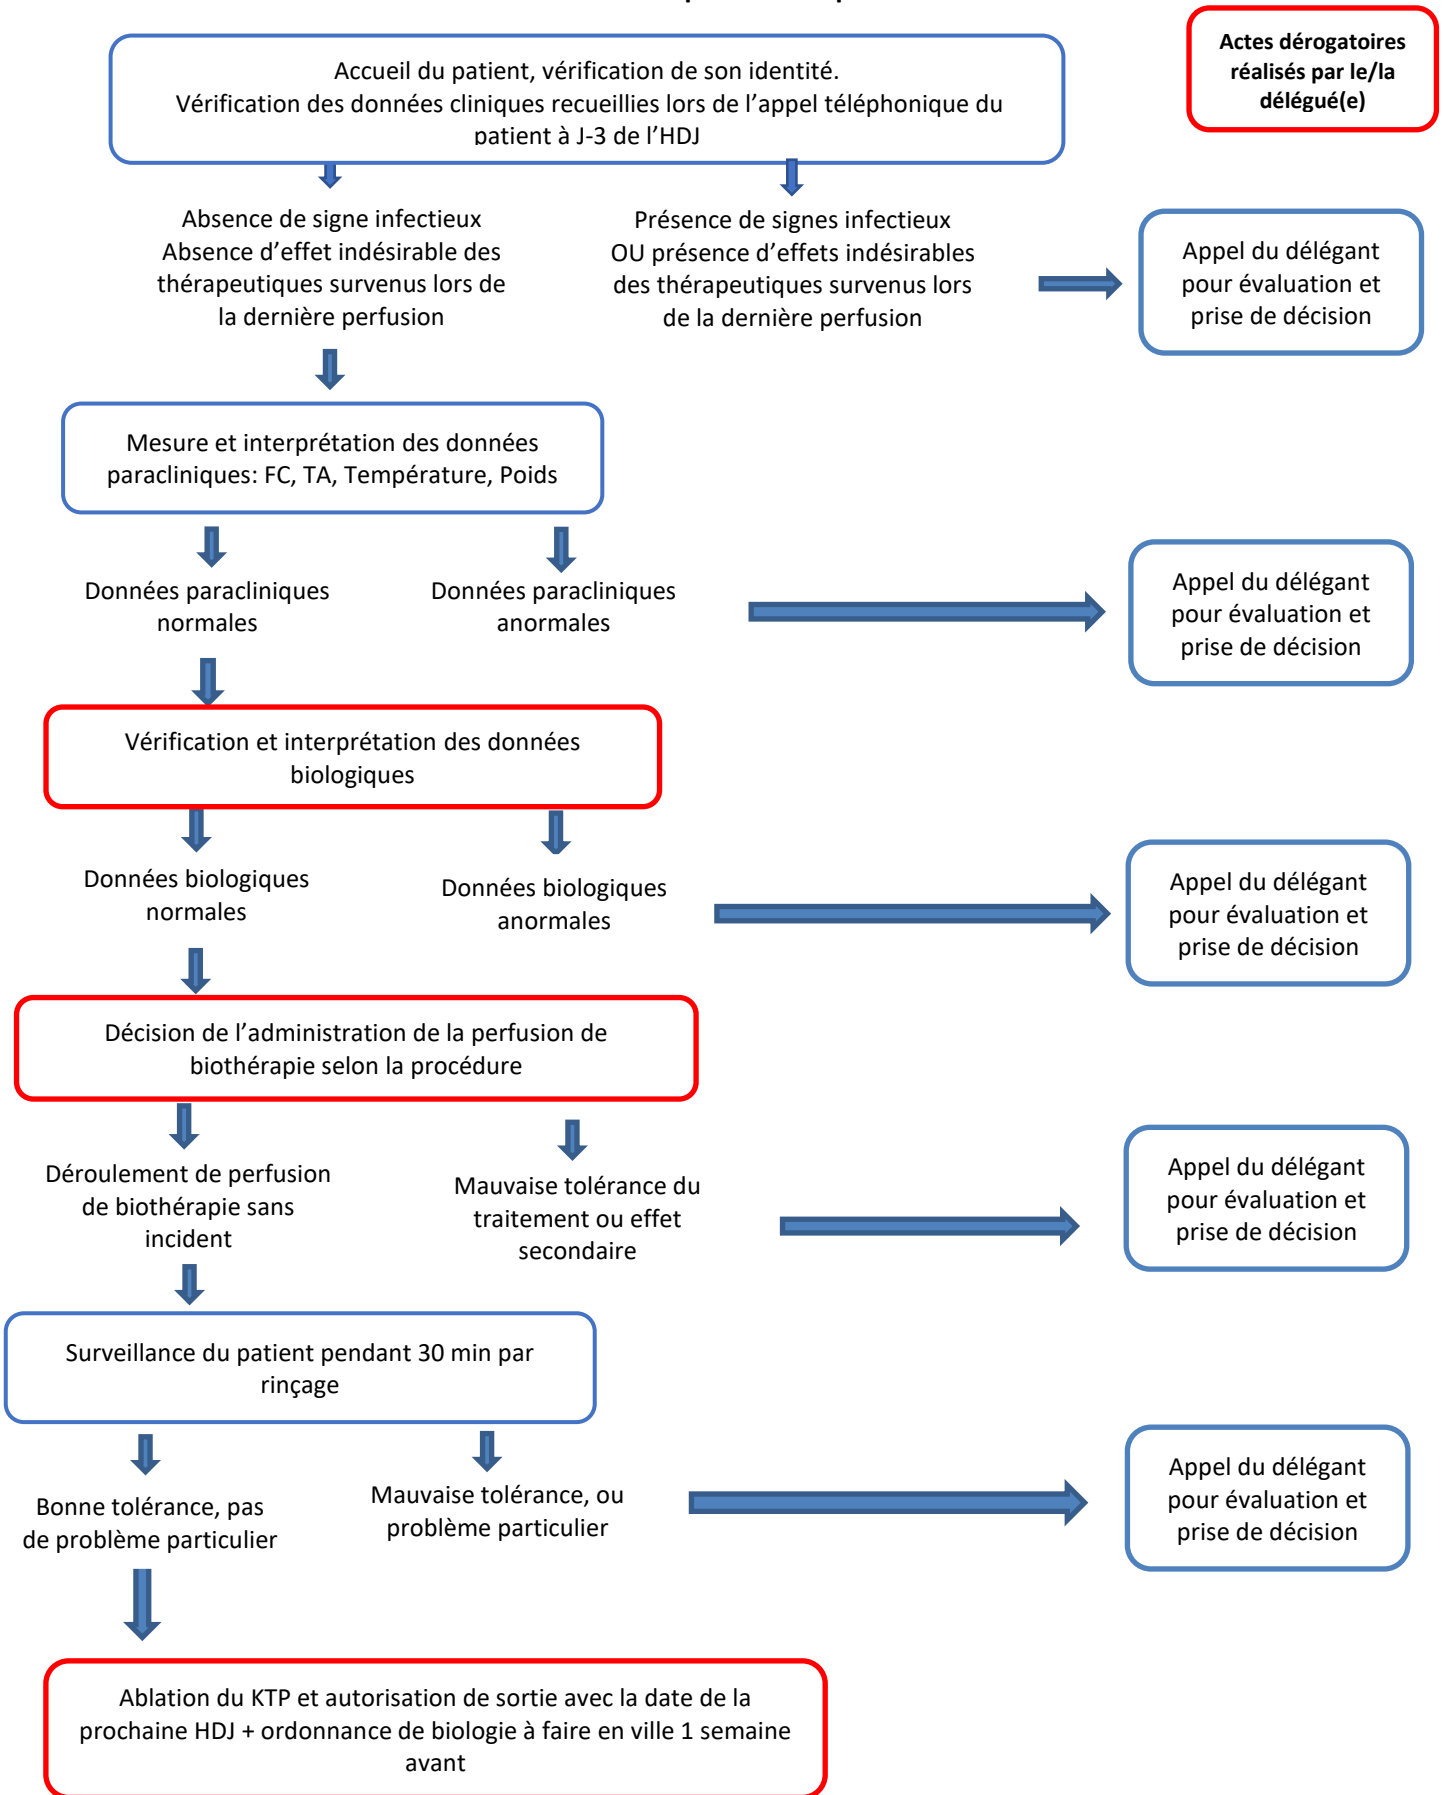 Actes dérogatoires
réalisés par le/la
délégué(e)
Accueil du patient, vérification de son identité.
Vérification des données cliniques recueillies lors de l’appel téléphonique du
patient à J-3 de l’HDJ
Absence de signe infectieux
Absence d’effet indésirable des
thérapeutiques survenus lors de
la dernière perfusion
Présence de signes infectieux
OU présence d’effets indésirables
des thérapeutiques survenus lors
de la dernière perfusion
Appel du délégant
pour évaluation et
prise de décision
Mesure et interprétation des données
paracliniques: FC, TA, Température, Poids
Données paracliniques
normales
Données paracliniques
anormales
Appel du délégant
pour évaluation et
prise de décision
Vérification et interprétation des données
biologiques
Données biologiques
normales
Données biologiques
anormales
Appel du délégant
pour évaluation et
prise de décision
Décision de l’administration de la perfusion de
biothérapie selon la procédure
Déroulement de perfusion
de biothérapie sans
incident
Mauvaise tolérance du
traitement ou effet
secondaire
Appel du délégant
pour évaluation et
prise de décision
Surveillance du patient pendant 30 min par
rinçage
Bonne tolérance, pas
de problème particulier
Mauvaise tolérance, ou
problème particulier
Appel du délégant
pour évaluation et
prise de décision
Ablation du KTP et autorisation de sortie avec la date de la
prochaine HDJ + ordonnance de biologie à faire en ville 1 semaine
avant